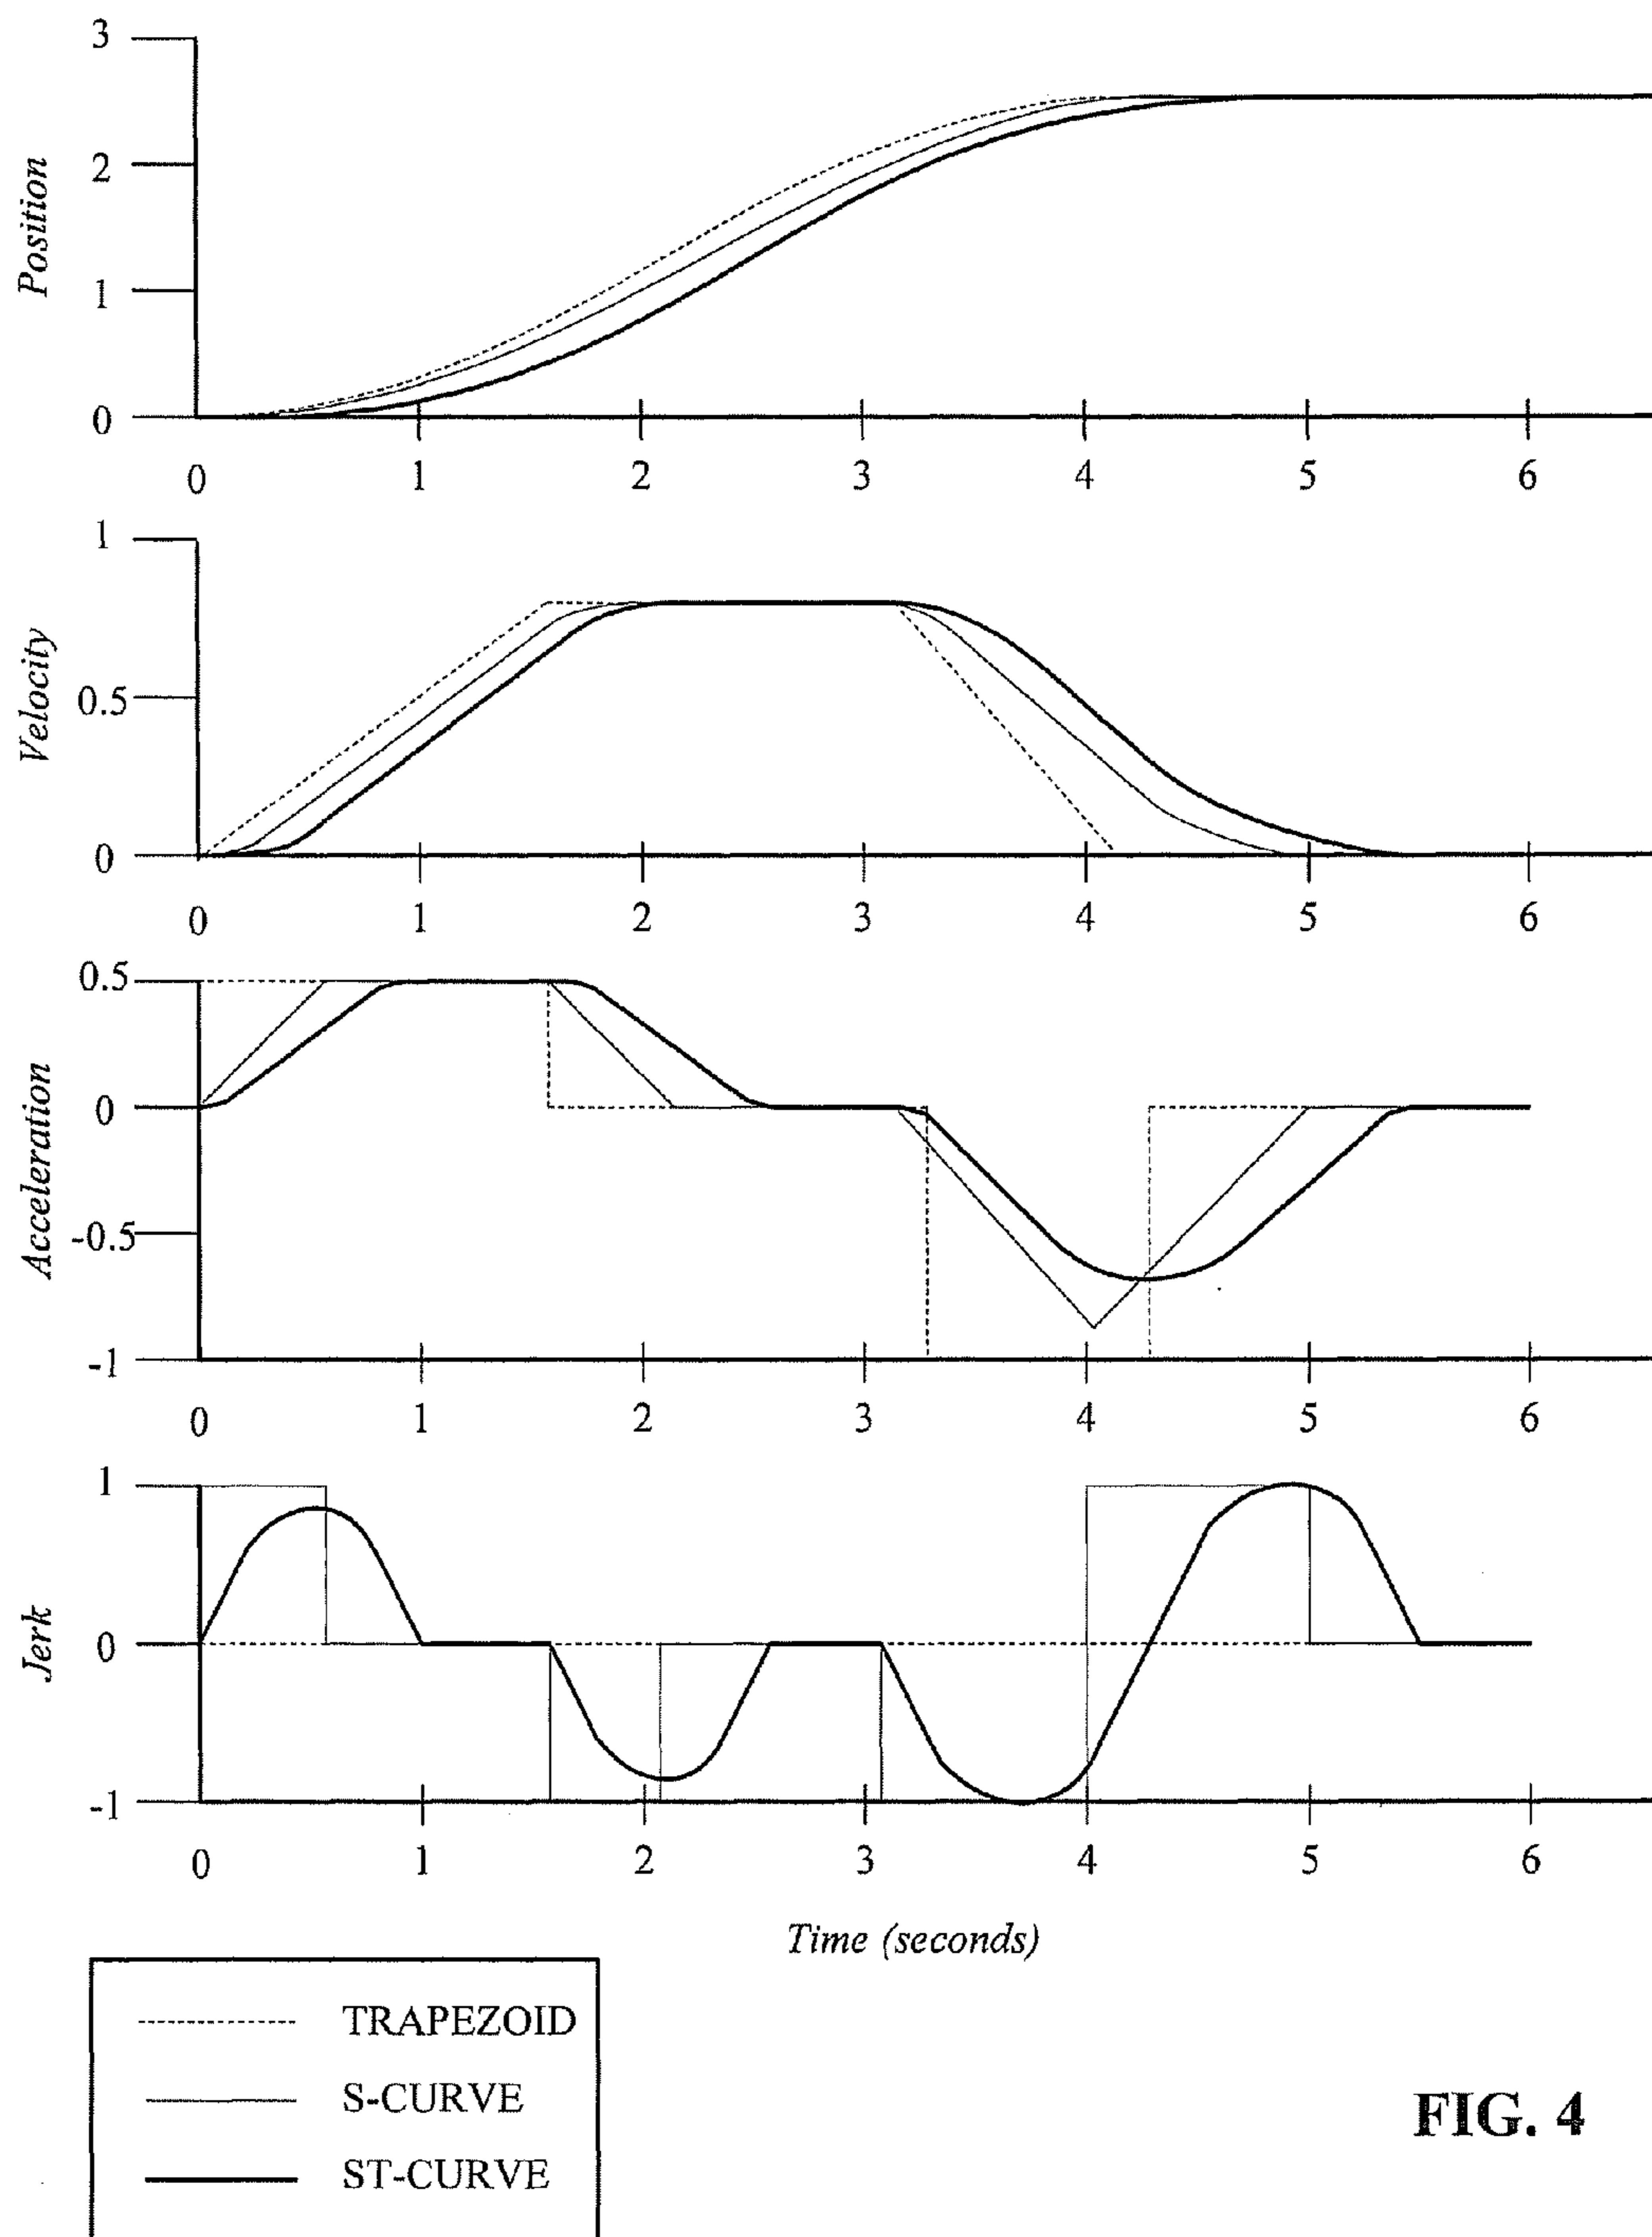 3
2
1
0
Position
0 1 2 3 4 5 6
1
0.5
0
Velocity
0 1 2 3 4 5 6
0.5
0
-0.5
-1
Acceleration
0 1 2 3 4 5 6
1
0
-1
Jerk
0 1 2 3 4 5 6
Time (seconds)
TRAPEZOID
S-CURVE
ST-CURVE
FIG. 4